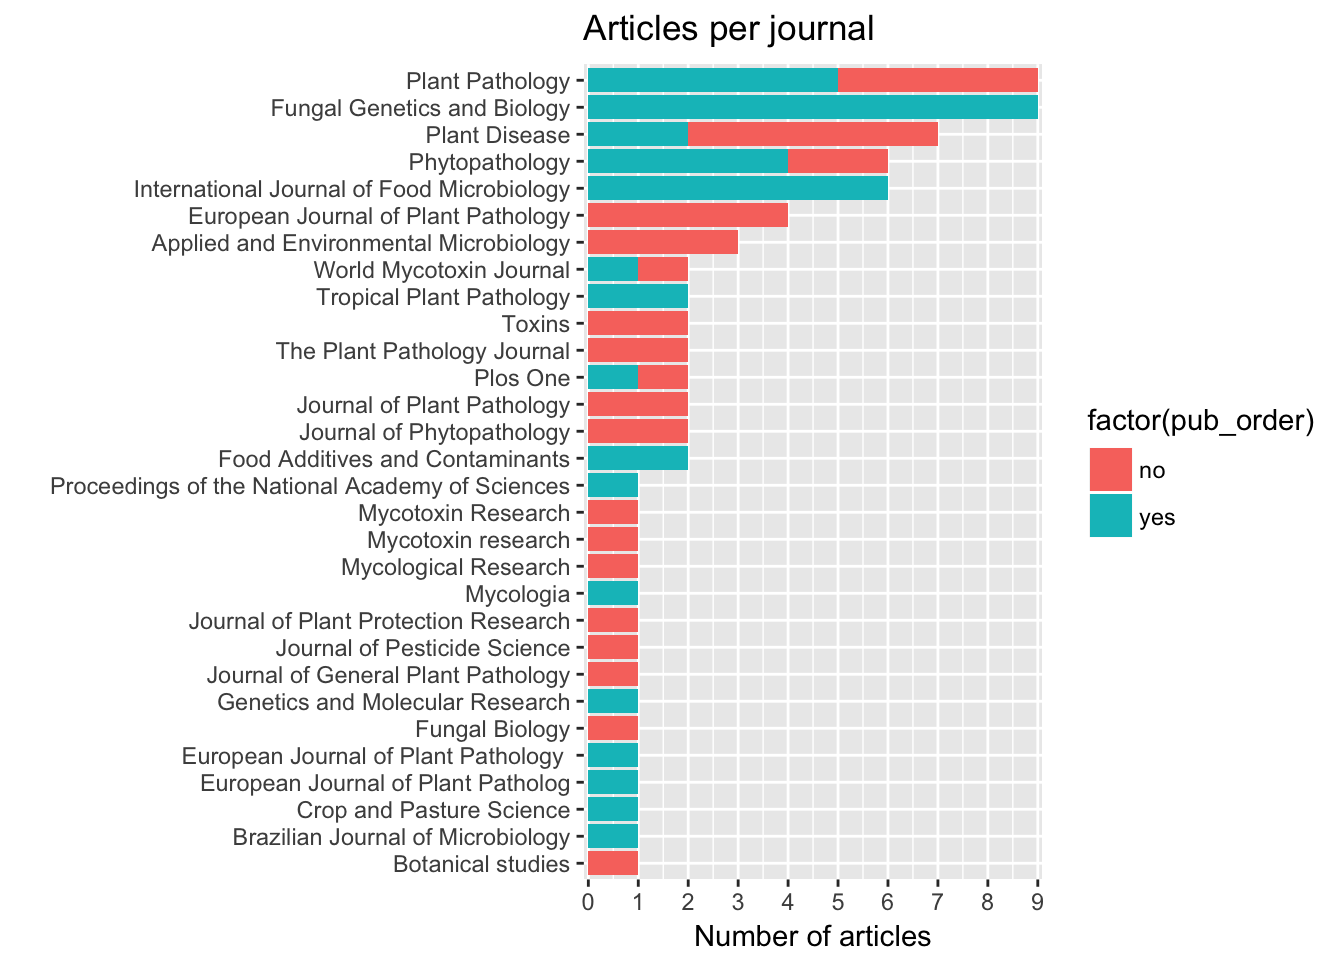 Articles per journal
Plant Pathology
Fungal Genetics and Biology
Plant Disease
Phytopathology
International Journal of Food Microbiology
European Journal of Plant Pathology
Applied and Environmental Microbiology
World Mycotoxin Journal
Tropical Plant Pathology
Toxins
The Plant Pathology Journal
Plos One
Journal of Plant Pathology
Journal of Phytopathology
Food Additives and Contaminants
Proceedings of the National Academy of Sciences
Mycotoxin Research
Mycotoxin research
Mycological Research
Mycologia
Journal of Plant Protection Research
Journal of Pesticide Science
Journal of General Plant Pathology
Genetics and Molecular Research
Fungal Biology
European Journal of Plant Pathology
European Journal of Plant Patholog
Crop and Pasture Science
Brazilian Journal of Microbiology
Botanical studies
0 1 2 3 4 5 6 7 8 9
Number of articles
factor(pub_order)
no
yes